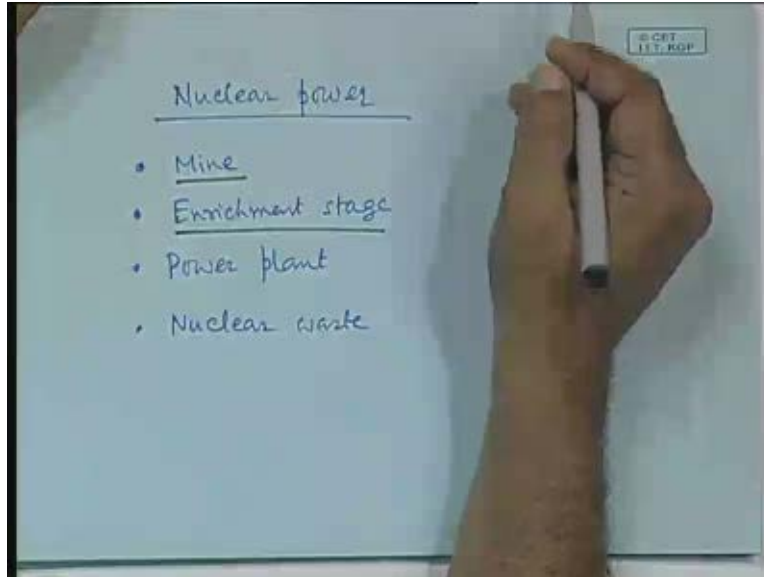 © CET
I.I.T. KGP
Nuclear power
• Mine
• Enrichment stage
• Power plant
• Nuclear waste